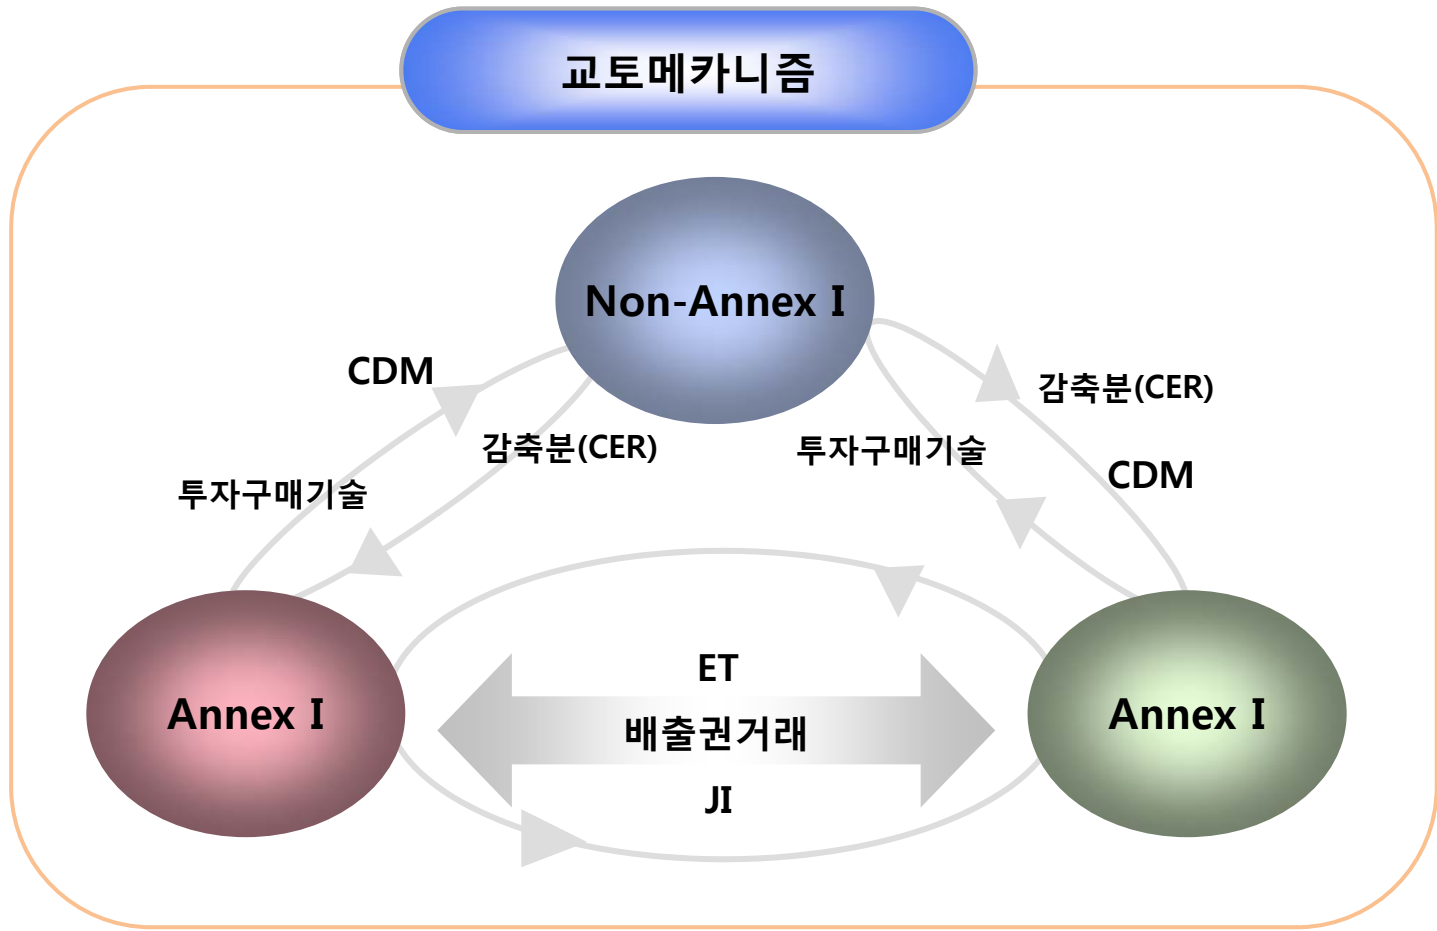 교토메카니즘
Non-Annex I
CDM
감축분(CER)
투자구매기술
감축분(CER)
투자구매기술
CDM
Annex I
ET
배출권거래
JI
Annex I